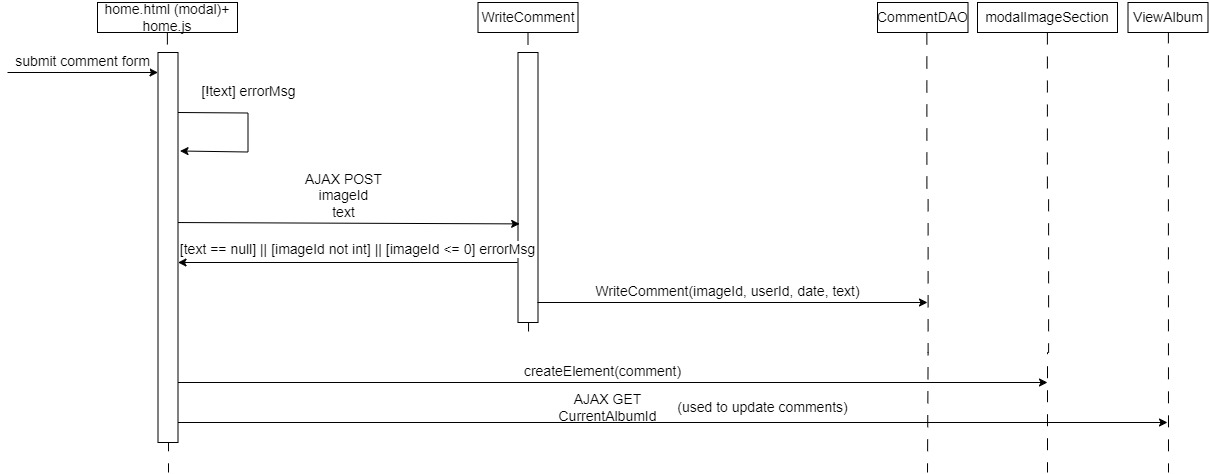 home.html (modal)+
home.js
WriteComment
CommentDAO
modalImageSection
ViewAlbum
submit comment form
[!text] errorMsg
AJAX POST
imageId
text
[text == null] || [imageId not int] || [imageId <= 0] errorMsg
WriteComment(imageId, userId, date, text)
createElement(comment)
AJAX GET
CurrentAlbumId
(used to update comments)